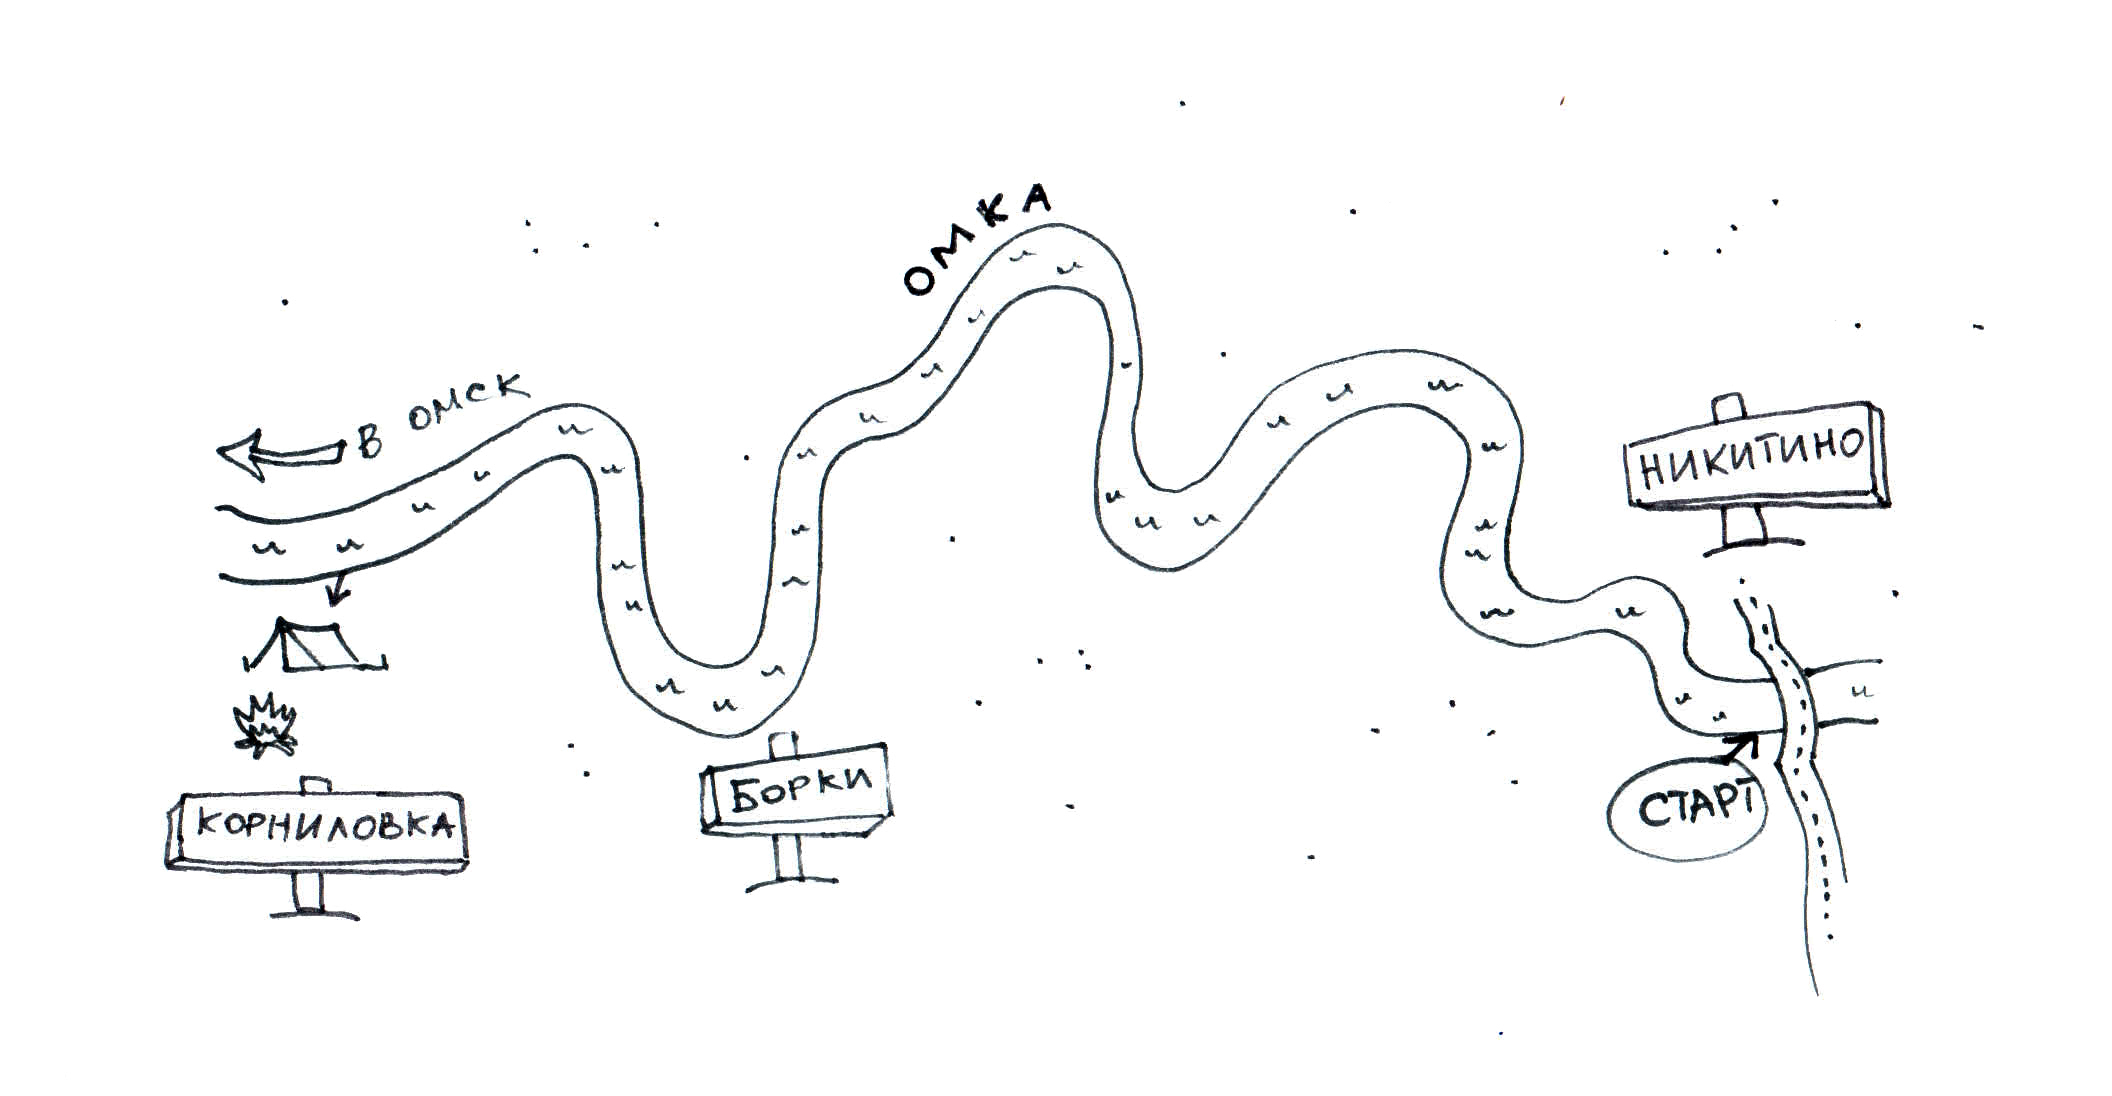 ОМКА
В ОМСК
НИКИТИНО
БОРКИ
СТАРТ
КОРНИЛОВКА